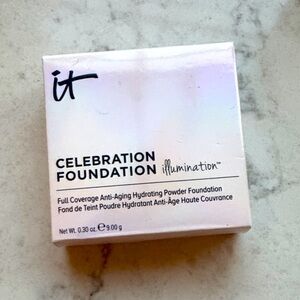 it
CELEBRATION
FOUNDATION illumination™
Full Coverage Anti-Aging Hydrating Powder Foundation
Fond de Teint Poudre Hydratant Anti-Âge Haute Couvrance
Net Wt. 0.30 oz. ℮ 9.00 g